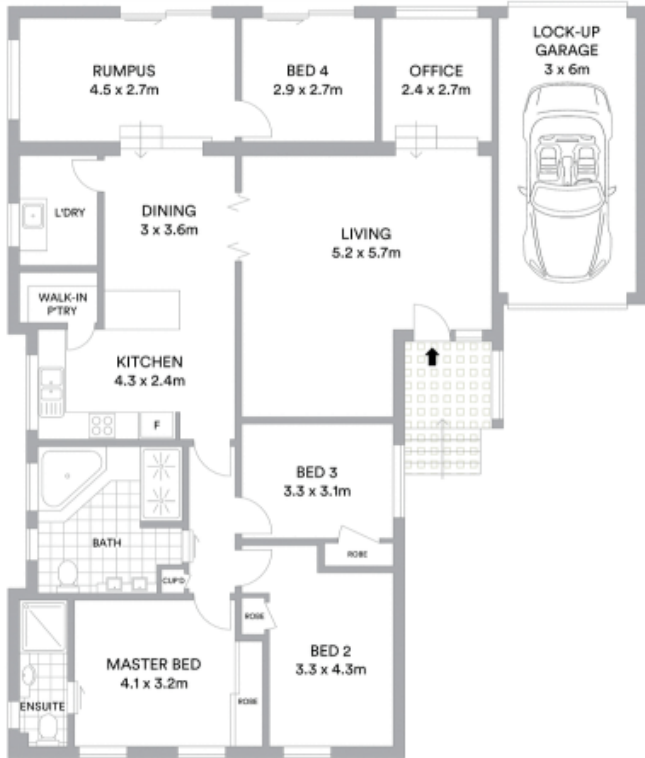 RUMPUS
4.5 x 2.7m
BED 4
2.9 x 2.7m
OFFICE
2.4 x 2.7m
LOCK-UP
GARAGE
3 x 6m
L'DRY
DINING
3 x 3.6m
LIVING
5.2 x 5.7m
WALK-IN
P'TRY
KITCHEN
4.3 x 2.4m
F
BED 3
3.3 x 3.1m
ROBE
BATH
CUP'D
ROBE
MASTER BED
4.1 x 3.2m
BED 2
3.3 x 4.3m
ENSUITE
ROBE